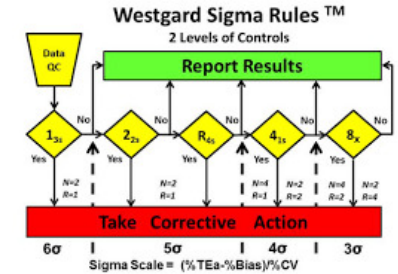 Westgard Sigma Rules TM
2 Levels of Controls
Data
QC
Report Results
No
No
No
No
No
13s
22s
R4s
41s
8x
Yes
Yes
Yes
Yes
Yes
N=2
R=1
N=2
R=1
N=4
R=1
N=2
R=2
N=4
R=2
N=2
R=4
Take Corrective Action
6σ
5σ
4σ
3σ
Sigma Scale = (%TEa-%Bias)/%CV